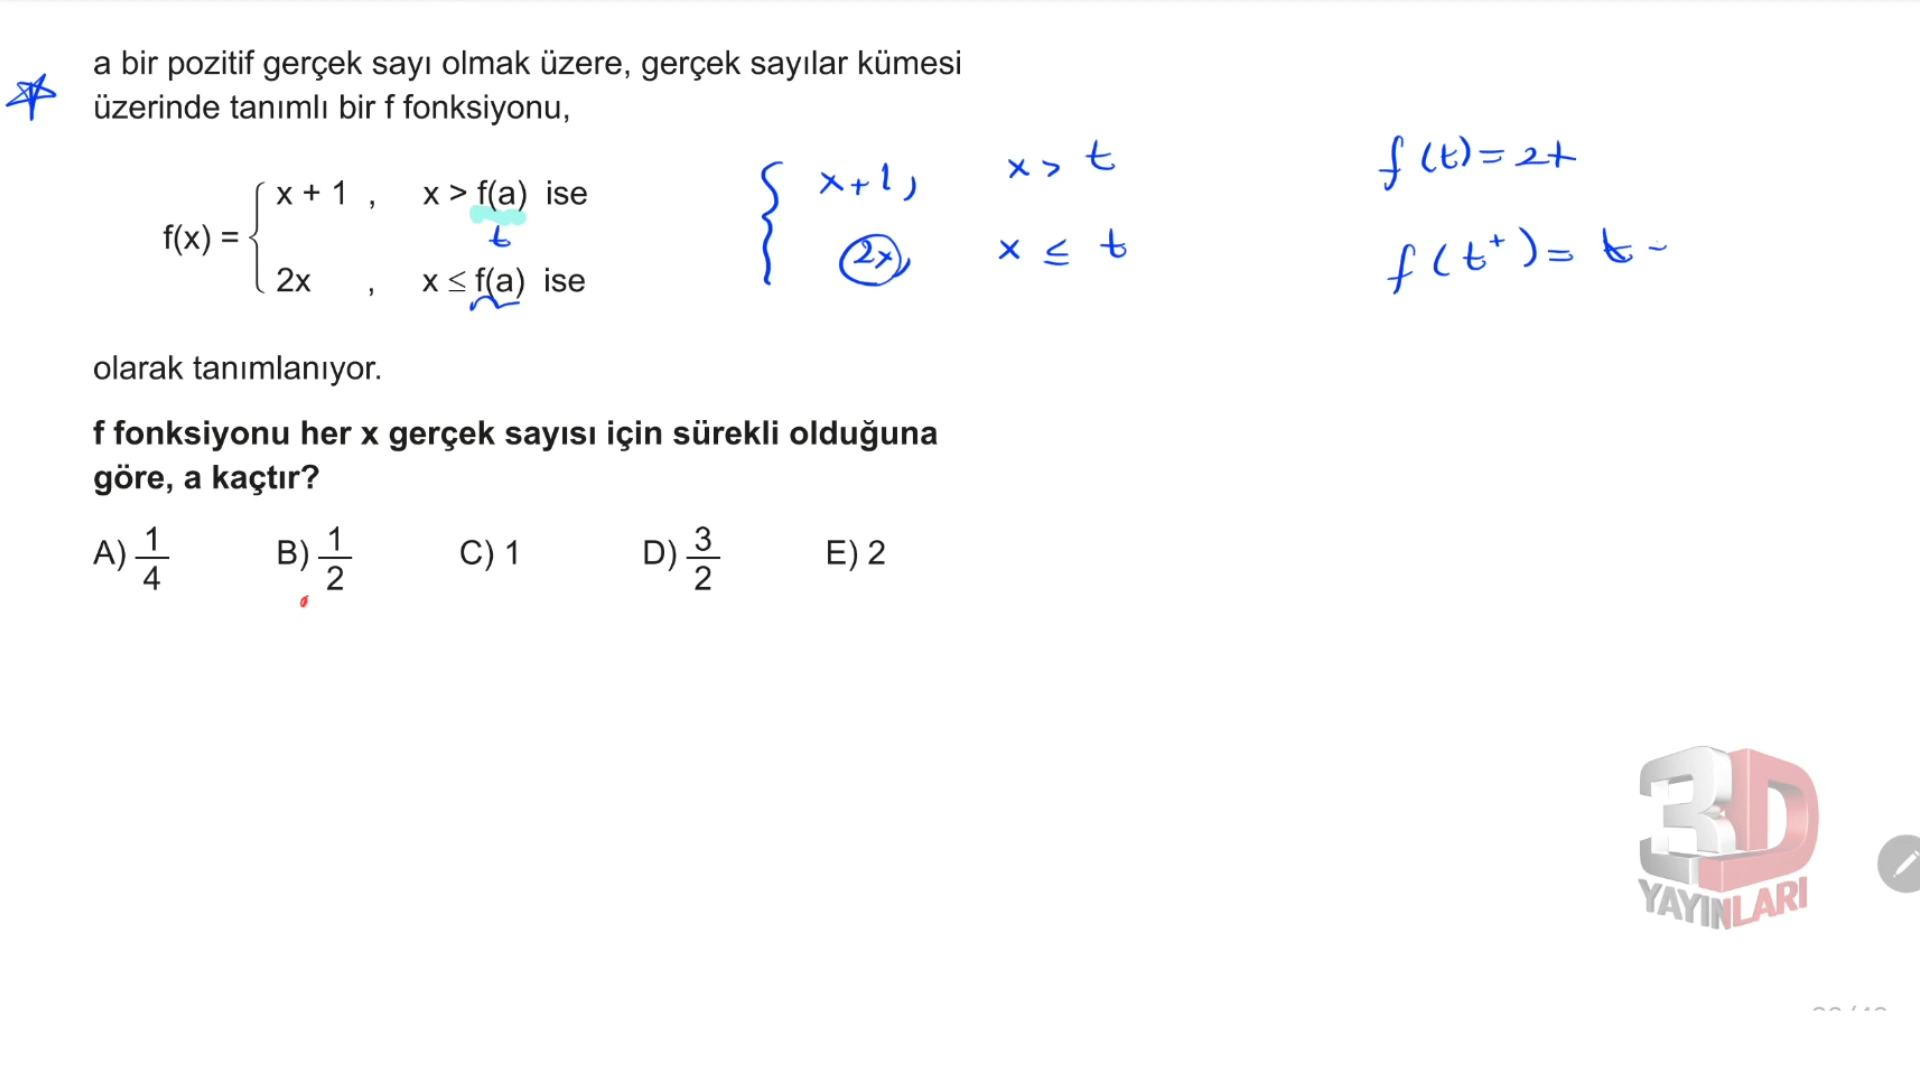 a bir pozitif gerçek sayı olmak üzere, gerçek sayılar kümesi
üzerinde tanımlı bir f fonksiyonu,
f(x) = { x + 1 , x > f(a) ise
t
2x , x ≤ f(a) ise
{ x+1, x > t
2x, x ≤ t
f(t) = 2t
f(t⁺) = t -
olarak tanımlanıyor.
f fonksiyonu her x gerçek sayısı için sürekli olduğuna
göre, a kaçtır?
A) 1/4 B) 1/2 C) 1 D) 3/2 E) 2
3D
YAYINLARI